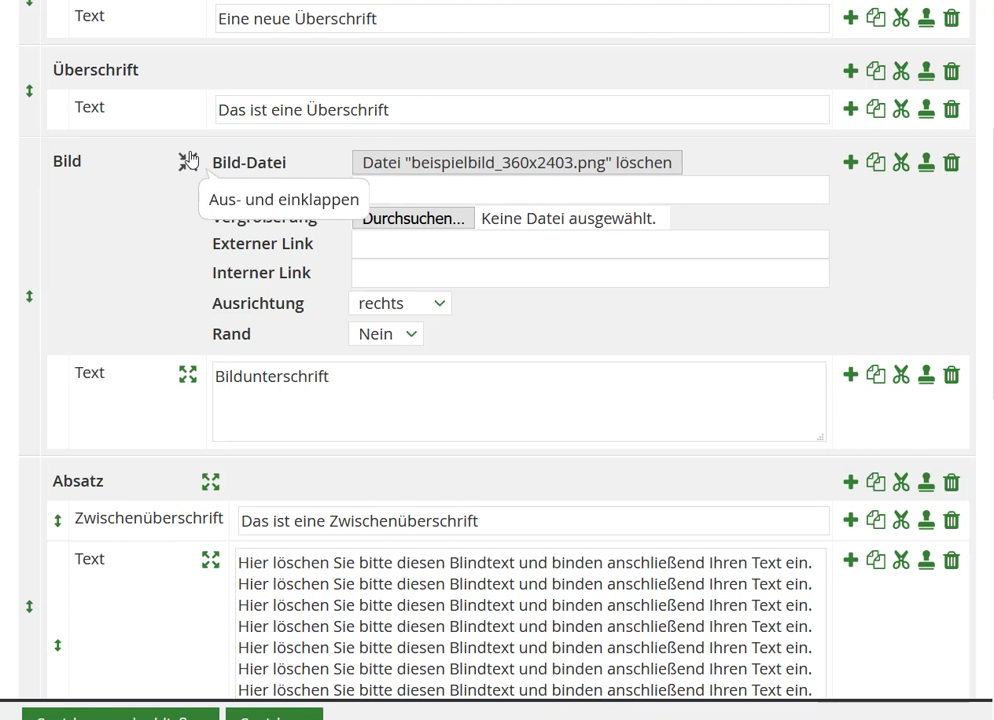 Text Eine neue Überschrift
Überschrift
Text Das ist eine Überschrift
Bild Bild-Datei Datei "beispielbild_360x2403.png" löschen
Aus- und einklappen
Vergrößerung Durchsuchen... Keine Datei ausgewählt.
Externer Link
Interner Link
Ausrichtung rechts
Rand Nein
Text Bildunterschrift
Absatz
Zwischenüberschrift Das ist eine Zwischenüberschrift
Text Hier löschen Sie bitte diesen Blindtext und binden anschließend Ihren Text ein.
Hier löschen Sie bitte diesen Blindtext und binden anschließend Ihren Text ein.
Hier löschen Sie bitte diesen Blindtext und binden anschließend Ihren Text ein.
Hier löschen Sie bitte diesen Blindtext und binden anschließend Ihren Text ein.
Hier löschen Sie bitte diesen Blindtext und binden anschließend Ihren Text ein.
Hier löschen Sie bitte diesen Blindtext und binden anschließend Ihren Text ein.
Hier löschen Sie bitte diesen Blindtext und binden anschließend Ihren Text ein.